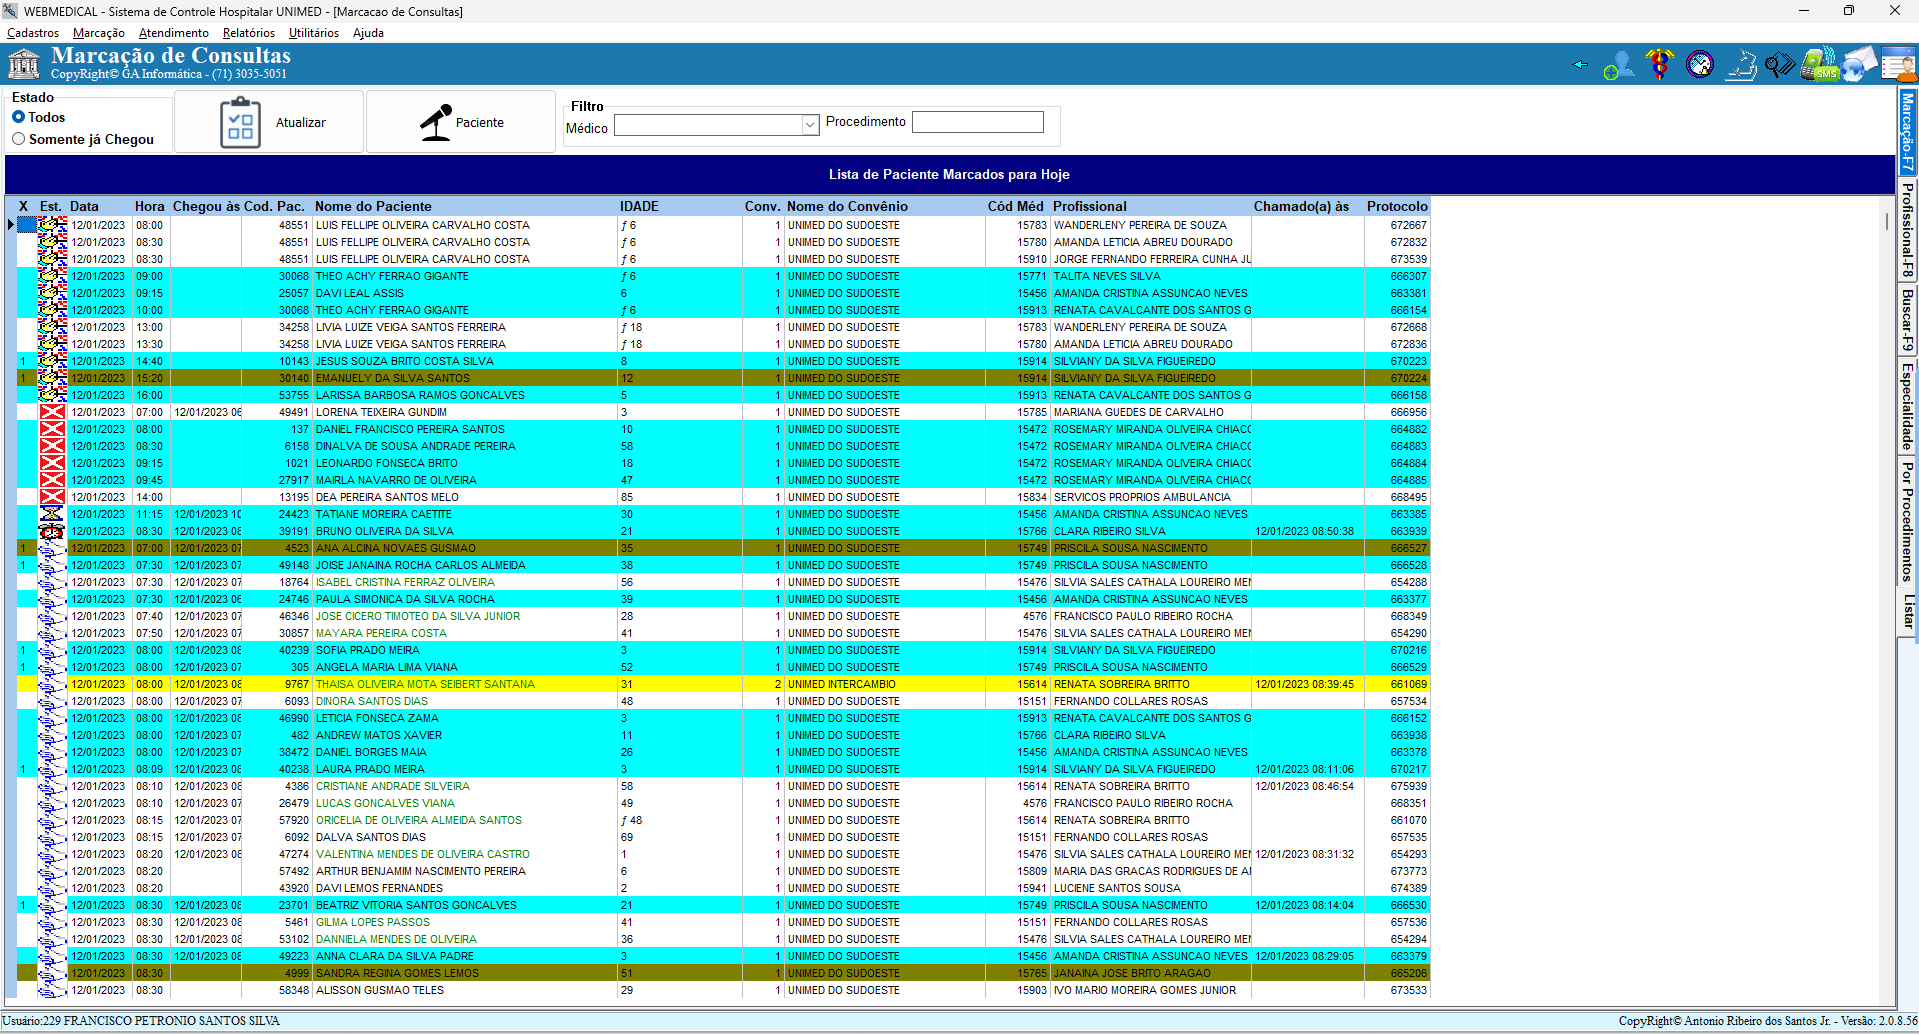 WEBMEDICAL - Sistema de Controle Hospitalar UNIMED - [Marcacao de Consultas]
Cadastros Marcação Atendimento Relatórios Utilitários Ajuda
Marcação de Consultas
CopyRight© GA Informática - (71) 3035-5051
SMS
Estado
Todos
Somente já Chegou
Atualizar
Paciente
Filtro
Médico
Procedimento
Lista de Paciente Marcados para Hoje
X Est. Data Hora Chegou às Cod. Pac. Nome do Paciente IDADE Conv. Nome do Convênio Cód Méd Profissional Chamado(a) às Protocolo
12/01/2023 08:00 48551 LUIS FELLIPE OLIVEIRA CARVALHO COSTA ƒ 6 1 UNIMED DO SUDOESTE 15783 WANDERLENY PEREIRA DE SOUZA 672667
12/01/2023 08:30 48551 LUIS FELLIPE OLIVEIRA CARVALHO COSTA ƒ 6 1 UNIMED DO SUDOESTE 15780 AMANDA LETICIA ABREU DOURADO 672832
12/01/2023 08:30 48551 LUIS FELLIPE OLIVEIRA CARVALHO COSTA ƒ 6 1 UNIMED DO SUDOESTE 15910 JORGE FERNANDO FERREIRA CUNHA JU 673539
12/01/2023 09:00 30068 THEO ACHY FERRAO GIGANTE ƒ 6 1 UNIMED DO SUDOESTE 15771 TALITA NEVES SILVA 666307
12/01/2023 09:15 25057 DAVI LEAL ASSIS 6 1 UNIMED DO SUDOESTE 15456 AMANDA CRISTINA ASSUNCAO NEVES 663381
12/01/2023 10:00 30068 THEO ACHY FERRAO GIGANTE ƒ 6 1 UNIMED DO SUDOESTE 15913 RENATA CAVALCANTE DOS SANTOS G 666154
12/01/2023 13:00 34258 LIVIA LUIZE VEIGA SANTOS FERREIRA ƒ 18 1 UNIMED DO SUDOESTE 15783 WANDERLENY PEREIRA DE SOUZA 672668
12/01/2023 13:30 34258 LIVIA LUIZE VEIGA SANTOS FERREIRA ƒ 18 1 UNIMED DO SUDOESTE 15780 AMANDA LETICIA ABREU DOURADO 672836
1 12/01/2023 14:40 10143 JESUS SOUZA BRITO COSTA SILVA 8 1 UNIMED DO SUDOESTE 15914 SILVIANY DA SILVA FIGUEIREDO 670223
1 12/01/2023 15:20 30140 EMANUELY DA SILVA SANTOS 12 1 UNIMED DO SUDOESTE 15914 SILVIANY DA SILVA FIGUEIREDO 670224
12/01/2023 16:00 53755 LARISSA BARBOSA RAMOS GONCALVES 5 1 UNIMED DO SUDOESTE 15913 RENATA CAVALCANTE DOS SANTOS G 666158
12/01/2023 07:00 12/01/2023 06 49491 LORENA TEIXEIRA GUNDIM 3 1 UNIMED DO SUDOESTE 15785 MARIANA GUEDES DE CARVALHO 666956
12/01/2023 08:00 137 DANIEL FRANCISCO PEREIRA SANTOS 10 1 UNIMED DO SUDOESTE 15472 ROSEMARY MIRANDA OLIVEIRA CHIACC 664882
12/01/2023 08:30 6158 DINALVA DE SOUSA ANDRADE PEREIRA 58 1 UNIMED DO SUDOESTE 15472 ROSEMARY MIRANDA OLIVEIRA CHIACC 664883
12/01/2023 09:15 1021 LEONARDO FONSECA BRITO 18 1 UNIMED DO SUDOESTE 15472 ROSEMARY MIRANDA OLIVEIRA CHIACC 664884
12/01/2023 09:45 27917 MAIRLA NAVARRO DE OLIVEIRA 47 1 UNIMED DO SUDOESTE 15472 ROSEMARY MIRANDA OLIVEIRA CHIACC 664885
12/01/2023 14:00 13195 DEA PEREIRA SANTOS MELO 85 1 UNIMED DO SUDOESTE 15834 SERVICOS PROPRIOS AMBULANCIA 668495
12/01/2023 11:15 12/01/2023 10 24423 TATIANE MOREIRA CAETITE 30 1 UNIMED DO SUDOESTE 15456 AMANDA CRISTINA ASSUNCAO NEVES 663385
12/01/2023 08:30 12/01/2023 08 39191 BRUNO OLIVEIRA DA SILVA 21 1 UNIMED DO SUDOESTE 15766 CLARA RIBEIRO SILVA 12/01/2023 08:50:38 663939
1 12/01/2023 07:00 12/01/2023 07 4523 ANA ALCINA NOVAES GUSMAO 35 1 UNIMED DO SUDOESTE 15749 PRISCILA SOUSA NASCIMENTO 666527
1 12/01/2023 07:30 12/01/2023 07 49148 JOISE JANAINA ROCHA CARLOS ALMEIDA 38 1 UNIMED DO SUDOESTE 15749 PRISCILA SOUSA NASCIMENTO 666528
12/01/2023 07:30 12/01/2023 07 18764 ISABEL CRISTINA FERRAZ OLIVEIRA 56 1 UNIMED DO SUDOESTE 15476 SILVIA SALES CATHALA LOUREIRO MEN 654288
12/01/2023 07:30 12/01/2023 06 24746 PAULA SIMONICA DA SILVA ROCHA 39 1 UNIMED DO SUDOESTE 15456 AMANDA CRISTINA ASSUNCAO NEVES 663377
12/01/2023 07:40 12/01/2023 07 46346 JOSE CICERO TIMOTEO DA SILVA JUNIOR 28 1 UNIMED DO SUDOESTE 4576 FRANCISCO PAULO RIBEIRO ROCHA 668349
12/01/2023 07:50 12/01/2023 07 30857 MAYARA PEREIRA COSTA 41 1 UNIMED DO SUDOESTE 15476 SILVIA SALES CATHALA LOUREIRO MEN 654290
1 12/01/2023 08:00 12/01/2023 08 40239 SOFIA PRADO MEIRA 3 1 UNIMED DO SUDOESTE 15914 SILVIANY DA SILVA FIGUEIREDO 670216
1 12/01/2023 08:00 12/01/2023 07 305 ANGELA MARIA LIMA VIANA 52 1 UNIMED DO SUDOESTE 15749 PRISCILA SOUSA NASCIMENTO 666529
12/01/2023 08:00 12/01/2023 08 9767 THAISA OLIVEIRA MOTA SEIBERT SANTANA 31 2 UNIMED INTERCAMBIO 15614 RENATA SOBREIRA BRITTO 12/01/2023 08:39:45 661069
12/01/2023 08:00 12/01/2023 07 6093 DINORA SANTOS DIAS 48 1 UNIMED DO SUDOESTE 15151 FERNANDO COLLARES ROSAS 657534
12/01/2023 08:00 12/01/2023 08 46990 LETICIA FONSECA ZAMA 3 1 UNIMED DO SUDOESTE 15913 RENATA CAVALCANTE DOS SANTOS G 666152
12/01/2023 08:00 12/01/2023 07 482 ANDREW MATOS XAVIER 11 1 UNIMED DO SUDOESTE 15766 CLARA RIBEIRO SILVA 663938
12/01/2023 08:00 12/01/2023 07 38472 DANIEL BORGES MAIA 26 1 UNIMED DO SUDOESTE 15456 AMANDA CRISTINA ASSUNCAO NEVES 663378
1 12/01/2023 08:09 12/01/2023 08 40238 LAURA PRADO MEIRA 3 1 UNIMED DO SUDOESTE 15914 SILVIANY DA SILVA FIGUEIREDO 12/01/2023 08:11:06 670217
12/01/2023 08:10 12/01/2023 08 4386 CRISTIANE ANDRADE SILVEIRA 58 1 UNIMED DO SUDOESTE 15614 RENATA SOBREIRA BRITTO 12/01/2023 08:46:54 675939
12/01/2023 08:10 12/01/2023 07 26479 LUCAS GONCALVES VIANA 49 1 UNIMED DO SUDOESTE 4576 FRANCISCO PAULO RIBEIRO ROCHA 668351
12/01/2023 08:15 12/01/2023 07 57920 ORICELIA DE OLIVEIRA ALMEIDA SANTOS ƒ 48 1 UNIMED DO SUDOESTE 15614 RENATA SOBREIRA BRITTO 661070
12/01/2023 08:15 12/01/2023 07 6092 DALVA SANTOS DIAS 69 1 UNIMED DO SUDOESTE 15151 FERNANDO COLLARES ROSAS 657535
12/01/2023 08:20 12/01/2023 08 47274 VALENTINA MENDES DE OLIVEIRA CASTRO 1 1 UNIMED DO SUDOESTE 15476 SILVIA SALES CATHALA LOUREIRO MEN 12/01/2023 08:31:32 654293
12/01/2023 08:20 57492 ARTHUR BENJAMIM NASCIMENTO PEREIRA 6 1 UNIMED DO SUDOESTE 15809 MARIA DAS GRACAS RODRIGUES DE AI 673773
12/01/2023 08:20 43920 DAVI LEMOS FERNANDES 2 1 UNIMED DO SUDOESTE 15941 LUCIENE SANTOS SOUSA 674389
1 12/01/2023 08:30 12/01/2023 08 23701 BEATRIZ VITORIA SANTOS GONCALVES 21 1 UNIMED DO SUDOESTE 15749 PRISCILA SOUSA NASCIMENTO 12/01/2023 08:14:04 666530
12/01/2023 08:30 12/01/2023 08 5461 GILMA LOPES PASSOS 41 1 UNIMED DO SUDOESTE 15151 FERNANDO COLLARES ROSAS 657536
12/01/2023 08:30 12/01/2023 08 53102 DANNIELA MENDES DE OLIVEIRA 36 1 UNIMED DO SUDOESTE 15476 SILVIA SALES CATHALA LOUREIRO MEN 654294
12/01/2023 08:30 12/01/2023 08 49223 ANNA CLARA DA SILVA PADRE 3 1 UNIMED DO SUDOESTE 15456 AMANDA CRISTINA ASSUNCAO NEVES 12/01/2023 08:29:05 663379
12/01/2023 08:30 4999 SANDRA REGINA GOMES LEMOS 51 1 UNIMED DO SUDOESTE 15765 JANAINA JOSE BRITO ARAGAO 665206
12/01/2023 08:30 58348 ALISSON GUSMAO TELES 29 1 UNIMED DO SUDOESTE 15903 IVO MARIO MOREIRA GOMES JUNIOR 673533
Marcação-F7
Profissional-F8
Buscar-F9
Especialidade
Por Procedimentos
Listar
Usuário:229 FRANCISCO PETRONIO SANTOS SILVA
CopyRight© Antonio Ribeiro dos Santos Jr. - Versão: 2.0.8.56